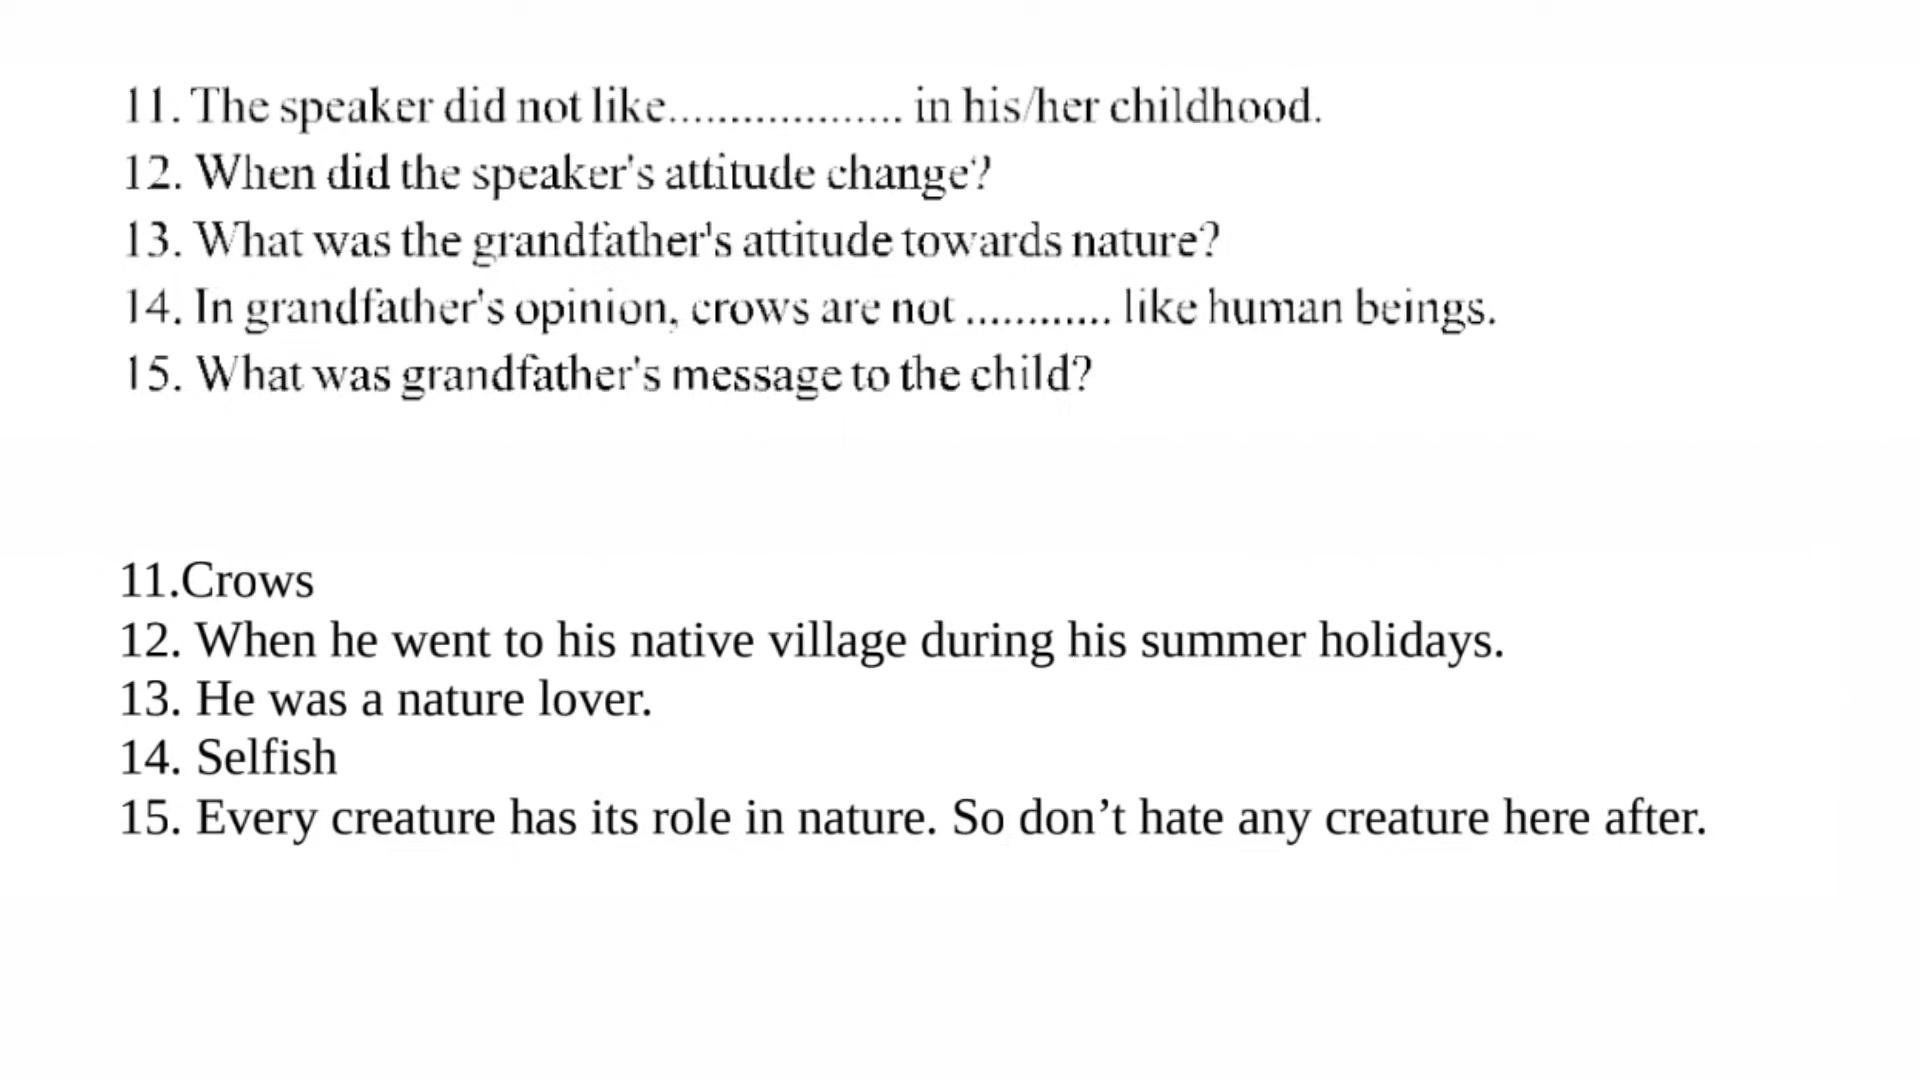 11. The speaker did not like................... in his/her childhood.
12. When did the speaker's attitude change?
13. What was the grandfather's attitude towards nature?
14. In grandfather's opinion, crows are not ............ like human beings.
15. What was grandfather's message to the child?
11.Crows
12. When he went to his native village during his summer holidays.
13. He was a nature lover.
14. Selfish
15. Every creature has its role in nature. So don’t hate any creature here after.